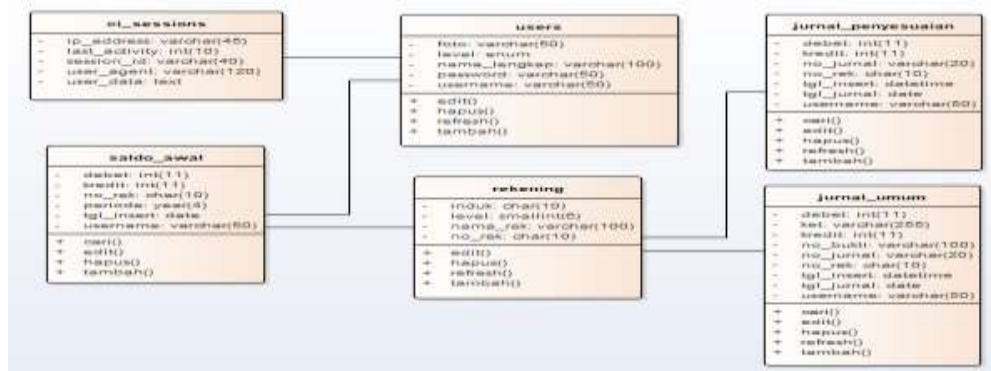 ci_sessions
- ip_address: varchar(45)
- last_activity: int(10)
- session_id: varchar(40)
- user_agent: varchar(120)
- user_data: text
users
- foto: varchar(50)
- level: enum
- nama_lengkap: varchar(100)
- password: varchar(50)
- username: varchar(50)
+ edit()
+ hapus()
+ refresh()
+ tambah()
jurnal_penyesuaian
- debet: int(11)
- kredit: int(11)
- no_jurnal: varchar(20)
- no_rek: char(10)
- tgl_insert: datetime
- tgl_jurnal: date
- username: varchar(50)
+ cari()
+ edit()
+ hapus()
+ refresh()
+ tambah()
saldo_awal
- debet: int(11)
- kredit: int(11)
- no_rek: char(10)
- periode: year(4)
- tgl_insert: date
- username: varchar(50)
+ cari()
+ edit()
+ hapus()
+ tambah()
rekening
- induk: char(10)
- level: smallint(6)
- nama_rek: varchar(100)
- no_rek: char(10)
+ edit()
+ hapus()
+ refresh()
+ tambah()
jurnal_umum
- debet: int(11)
- ket: varchar(255)
- kredit: int(11)
- no_bukti: varchar(100)
- no_jurnal: varchar(20)
- no_rek: char(10)
- tgl_insert: datetime
- tgl_jurnal: date
- username: varchar(50)
+ cari()
+ edit()
+ hapus()
+ refresh()
+ tambah()